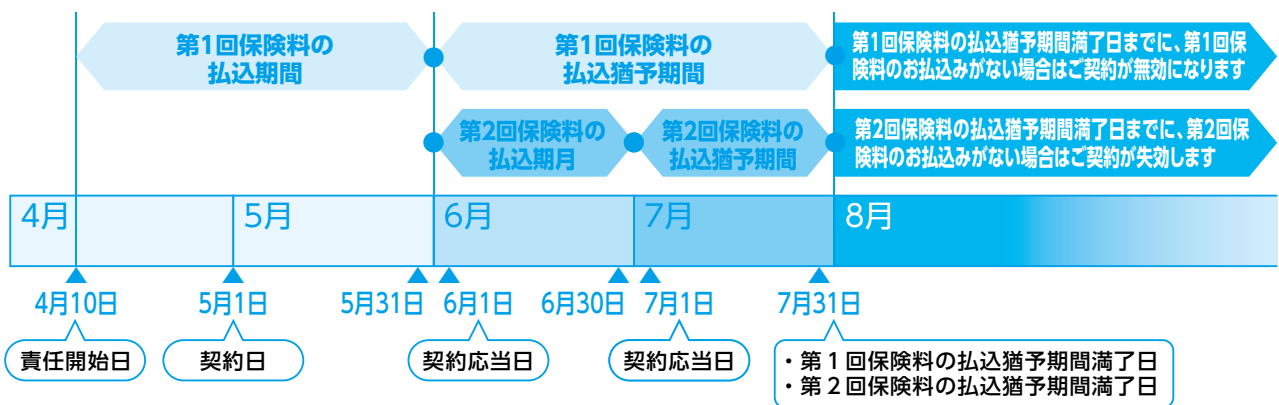 第1回保険料の
払込期間
第1回保険料の
払込猶予期間
第1回保険料の払込猶予期間満了日までに、第1回保
険料のお払込みがない場合はご契約が無効になります
第2回保険料の
払込期月
第2回保険料の
払込猶予期間
第2回保険料の払込猶予期間満了日までに、第2回保
険料のお払込みがない場合はご契約が失効します
4月
5月
6月
7月
8月
4月10日
5月1日
5月31日
6月1日
6月30日
7月1日
7月31日
責任開始日
契約日
契約応当日
契約応当日
・第1回保険料の払込猶予期間満了日
・第2回保険料の払込猶予期間満了日